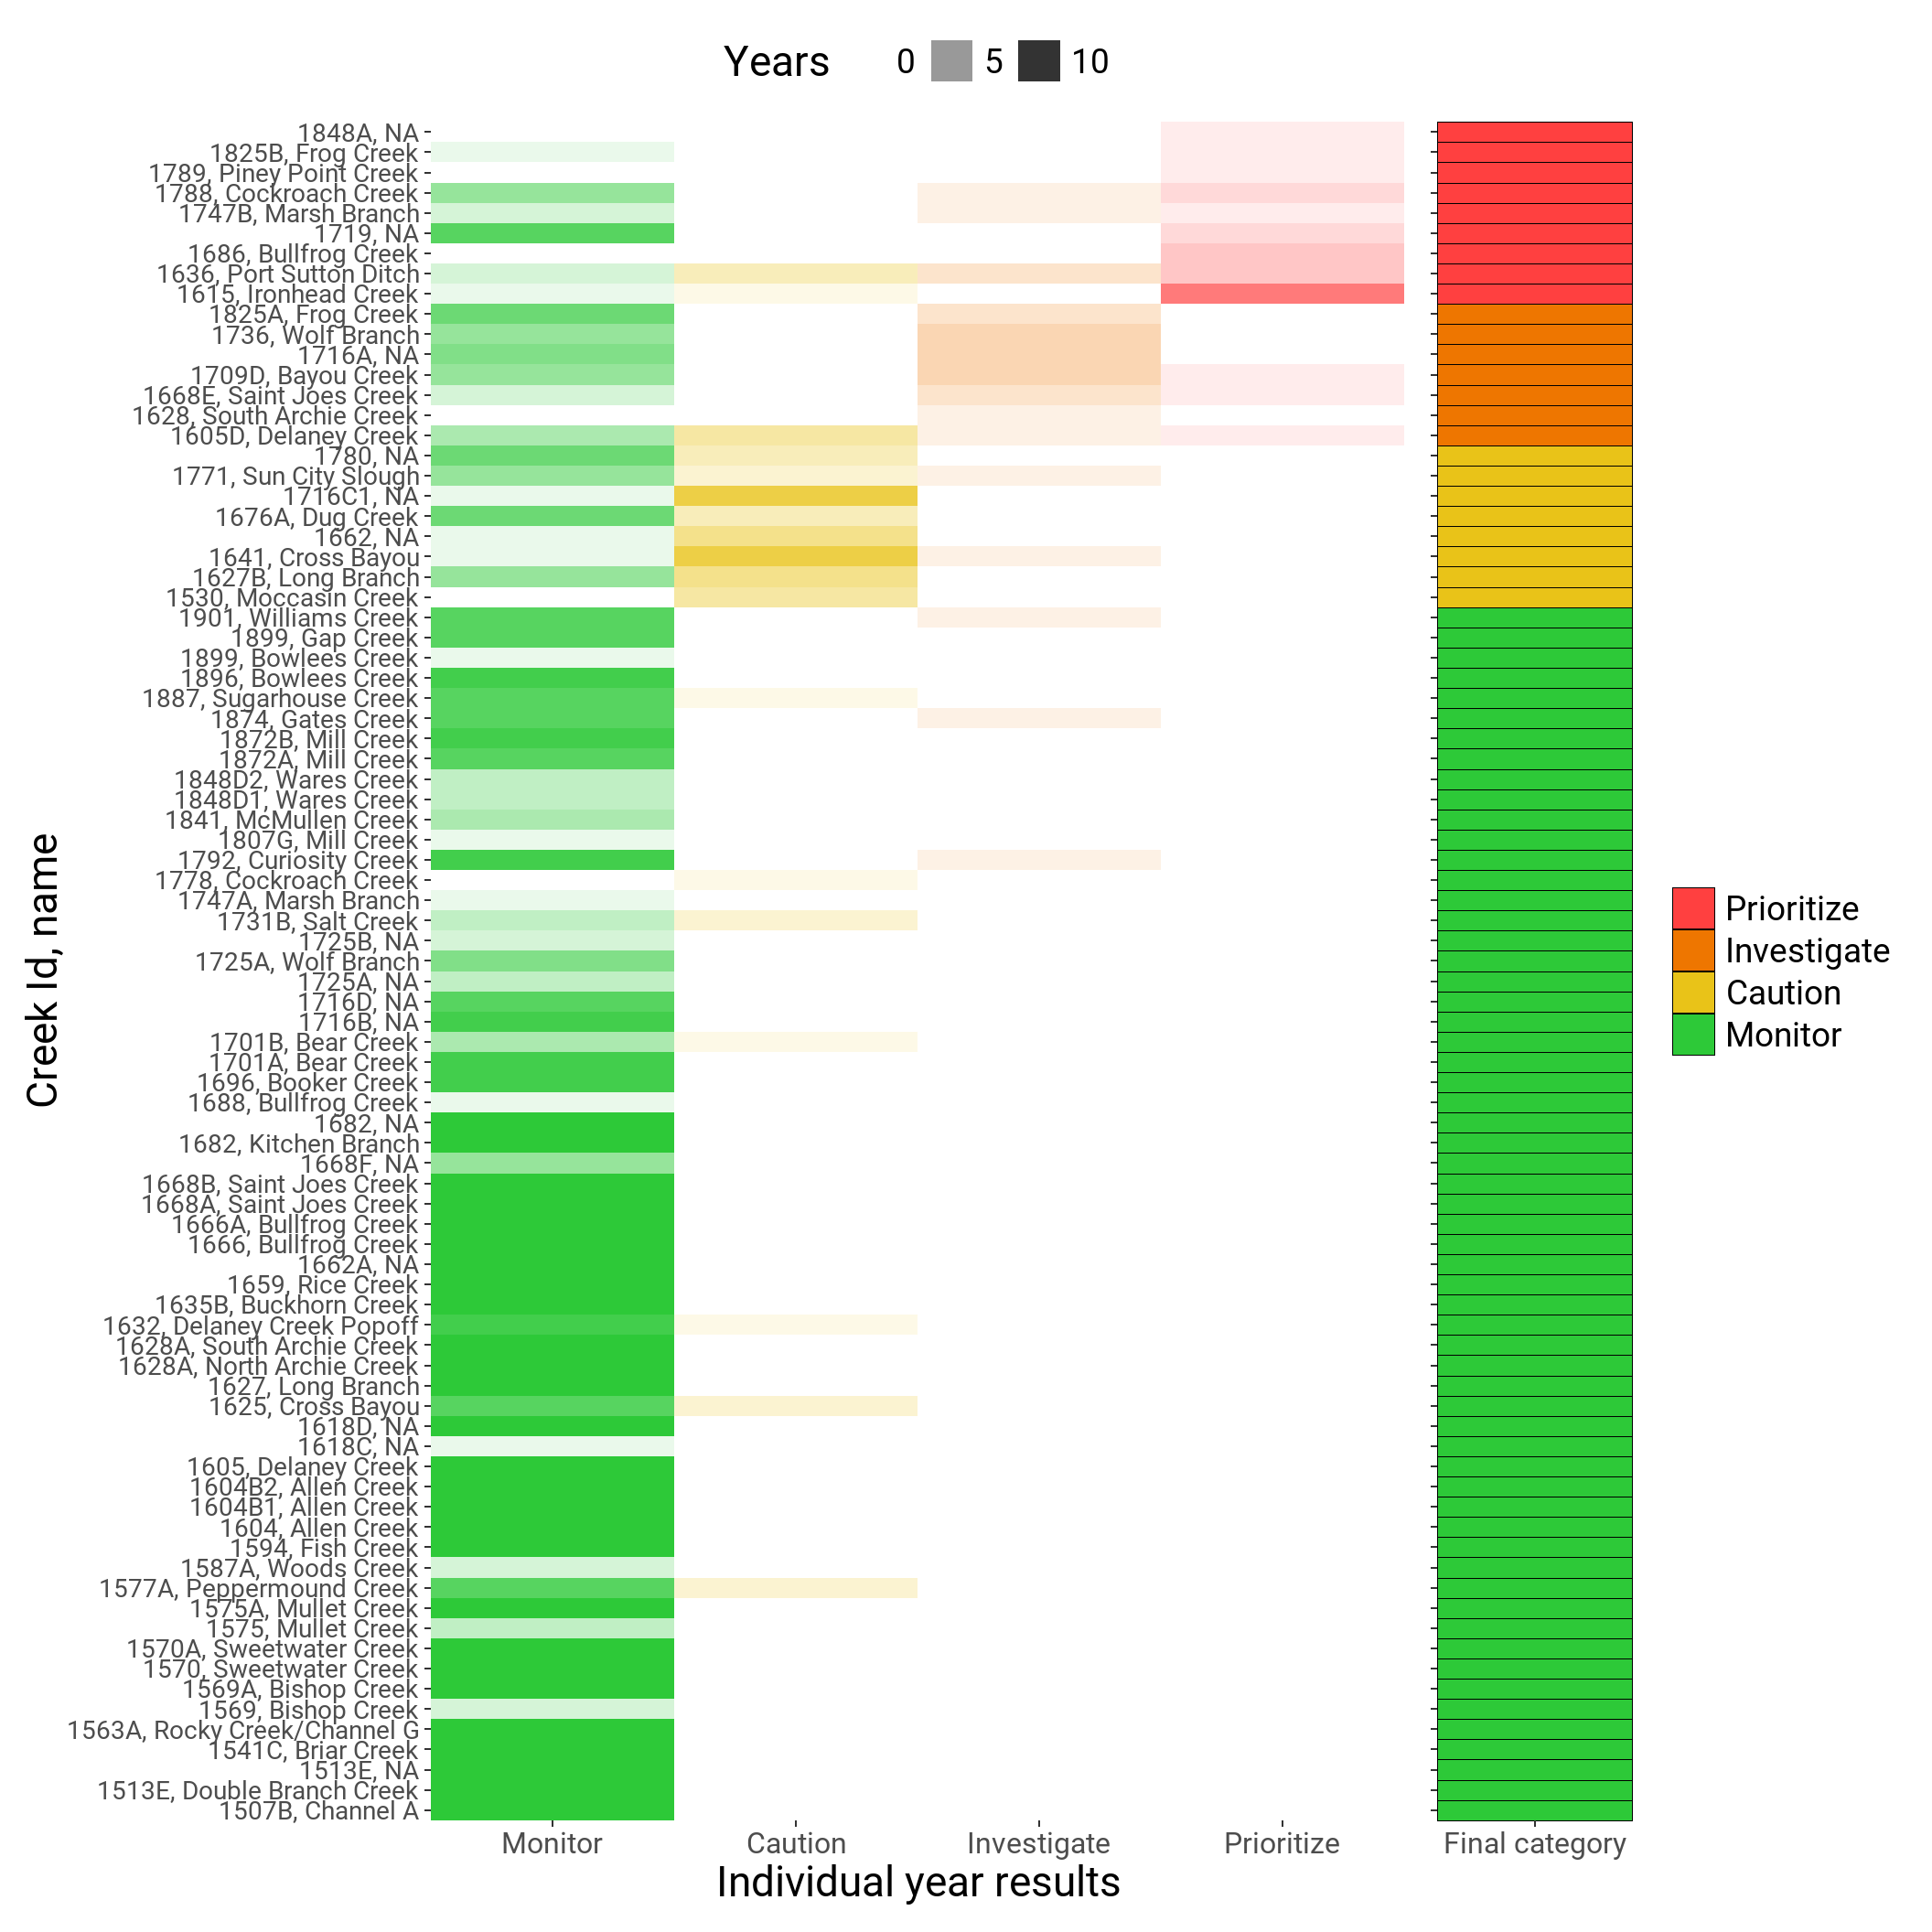 Years 0 5 10
1848A, NA
1825B, Frog Creek
1789, Piney Point Creek
1788, Cockroach Creek
1747B, Marsh Branch
1719, NA
1686, Bullfrog Creek
1636, Port Sutton Ditch
1615, Ironhead Creek
1825A, Frog Creek
1736, Wolf Branch
1716A, NA
1709D, Bayou Creek
1668E, Saint Joes Creek
1628, South Archie Creek
1605D, Delaney Creek
1780, NA
1771, Sun City Slough
1716C1, NA
1676A, Dug Creek
1662, NA
1641, Cross Bayou
1627B, Long Branch
1530, Moccasin Creek
1901, Williams Creek
1899, Gap Creek
1899, Bowlees Creek
1896, Bowlees Creek
1887, Sugarhouse Creek
1874, Gates Creek
1872B, Mill Creek
1872A, Mill Creek
1848D2, Wares Creek
1848D1, Wares Creek
1841, McMullen Creek
1807G, Mill Creek
1792, Curiosity Creek
1778, Cockroach Creek
1747A, Marsh Branch
1731B, Salt Creek
1725B, NA
1725A, Wolf Branch
1725A, NA
1716D, NA
1716B, NA
1701B, Bear Creek
1701A, Bear Creek
1696, Booker Creek
1688, Bullfrog Creek
1682, NA
1682, Kitchen Branch
1668F, NA
1668B, Saint Joes Creek
1668A, Saint Joes Creek
1666A, Bullfrog Creek
1666, Bullfrog Creek
1662A, NA
1659, Rice Creek
1635B, Buckhorn Creek
1632, Delaney Creek Popoff
1628A, South Archie Creek
1628A, North Archie Creek
1627, Long Branch
1625, Cross Bayou
1618D, NA
1618C, NA
1605, Delaney Creek
1604B2, Allen Creek
1604B1, Allen Creek
1604, Allen Creek
1594, Fish Creek
1587A, Woods Creek
1577A, Peppermound Creek
1575A, Mullet Creek
1575, Mullet Creek
1570A, Sweetwater Creek
1570, Sweetwater Creek
1569A, Bishop Creek
1569, Bishop Creek
1563A, Rocky Creek/Channel G
1541C, Briar Creek
1513E, NA
1513E, Double Branch Creek
1507B, Channel A
Creek Id, name
Monitor Caution Investigate Prioritize Final category
Individual year results
Prioritize
Investigate
Caution
Monitor